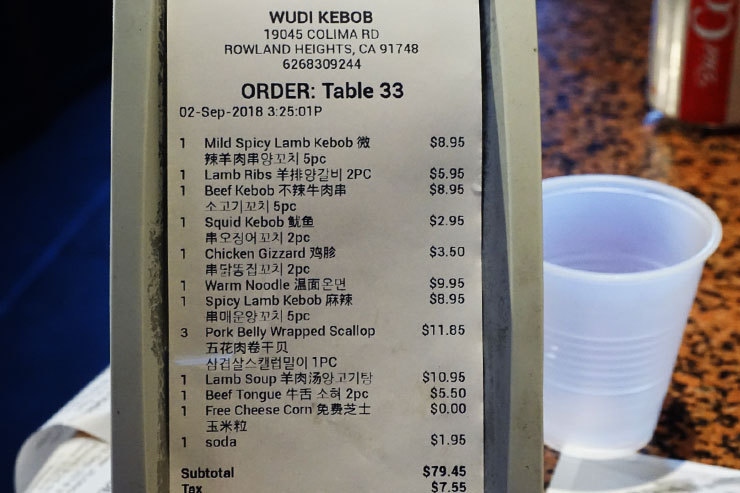 WUDI KEBOB
19045 COLIMA RD
ROWLAND HEIGHTS, CA 91748
6268309244
ORDER: Table 33
02-Sep-2018 3:25:01P
1 Mild Spicy Lamb Kebob 微 $8.95
辣羊肉串양꼬치 5pc
1 Lamb Ribs 羊排양갈비 2PC $5.95
1 Beef Kebob 不辣牛肉串 $8.95
소고기꼬치 5pc
1 Squid Kebob 鱿鱼 $2.95
串오징어꼬치 2pc
1 Chicken Gizzard 鸡胗 $3.50
串닭똥집꼬치 2pc
1 Warm Noodle 温面온면 $9.95
1 Spicy Lamb Kebob 麻辣 $8.95
串매운양꼬치 5pc
3 Pork Belly Wrapped Scallop $11.85
五花肉卷干贝
삼겹살스캘럽말이 1PC
1 Lamb Soup 羊肉汤양고기탕 $10.95
1 Beef Tongue 牛舌 소혀 2pc $5.50
1 Free Cheese Corn 免费芝士 $0.00
玉米粒
1 soda $1.95
Subtotal $79.45
Tax $7.55
Diet C